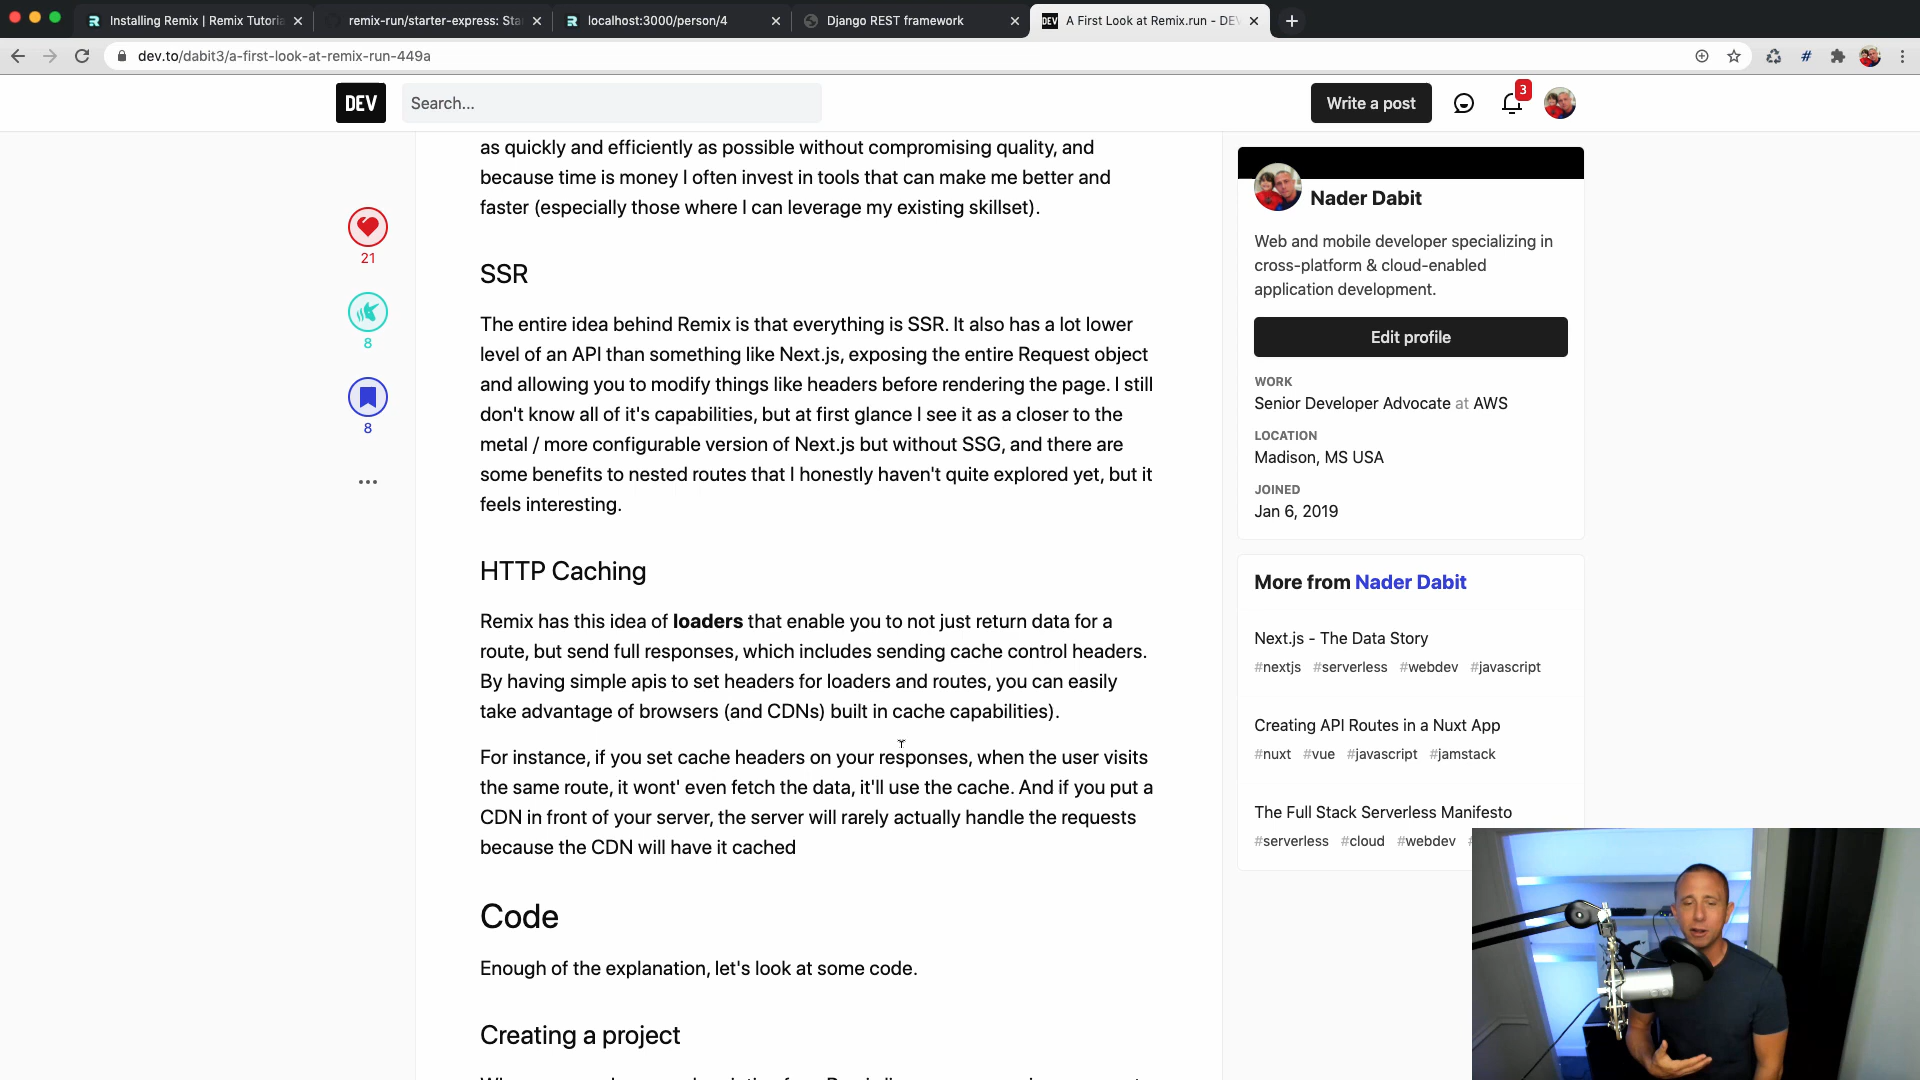 Installing Remix | Remix Tutoria
remix-run/starter-express: Sta
localhost:3000/person/4
Django REST framework
A First Look at Remix.run - DE
dev.to/dabit3/a-first-look-at-remix-run-449a
DEV
Search...
Write a post
3
as quickly and efficiently as possible without compromising quality, and
because time is money I often invest in tools that can make me better and
faster (especially those where I can leverage my existing skillset).
21
8
8
SSR
The entire idea behind Remix is that everything is SSR. It also has a lot lower
level of an API than something like Next.js, exposing the entire Request object
and allowing you to modify things like headers before rendering the page. I still
don't know all of it's capabilities, but at first glance I see it as a closer to the
metal / more configurable version of Next.js but without SSG, and there are
some benefits to nested routes that I honestly haven't quite explored yet, but it
feels interesting.
HTTP Caching
Remix has this idea of loaders that enable you to not just return data for a
route, but send full responses, which includes sending cache control headers.
By having simple apis to set headers for loaders and routes, you can easily
take advantage of browsers (and CDNs) built in cache capabilities).
For instance, if you set cache headers on your responses, when the user visits
the same route, it wont' even fetch the data, it'll use the cache. And if you put a
CDN in front of your server, the server will rarely actually handle the requests
because the CDN will have it cached
Code
Enough of the explanation, let's look at some code.
Creating a project
Nader Dabit
Web and mobile developer specializing in
cross-platform & cloud-enabled
application development.
Edit profile
WORK
Senior Developer Advocate at AWS
LOCATION
Madison, MS USA
JOINED
Jan 6, 2019
More from Nader Dabit
Next.js - The Data Story
#nextjs #serverless #webdev #javascript
Creating API Routes in a Nuxt App
#nuxt #vue #javascript #jamstack
The Full Stack Serverless Manifesto
#serverless #cloud #webdev #